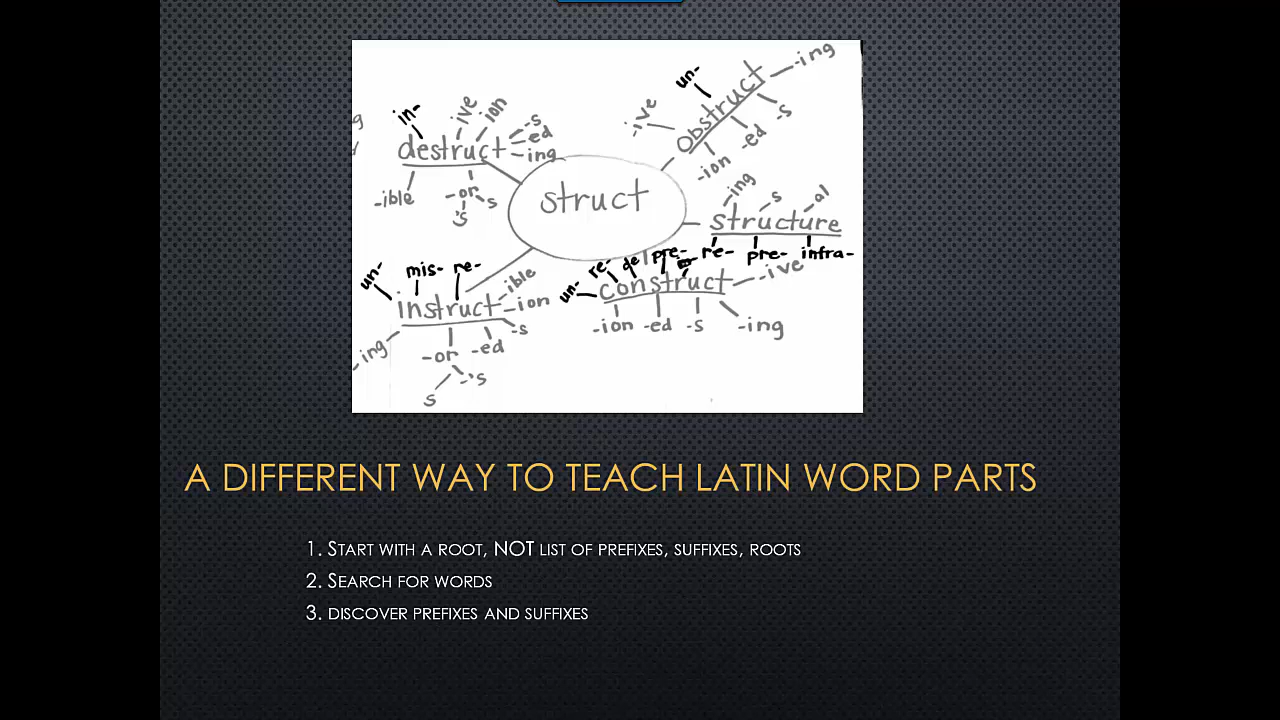 -ing
un-
obstruct
-ive
-s
-ed
-ion
in-
ive
ion
destruct
-s
-ed
-ing
-ible
-or
s
's
struct
ing
s
al
structure
re-
pre-
infra-
un-
re-
de
pre-
construct
-ive
-ion
-ed
-s
-ing
un-
mis-
re-
instruct
-ible
-ion
-s
-ing
-or
-ed
s
-'s
A DIFFERENT WAY TO TEACH LATIN WORD PARTS
1. START WITH A ROOT, NOT LIST OF PREFIXES, SUFFIXES, ROOTS
2. SEARCH FOR WORDS
3. DISCOVER PREFIXES AND SUFFIXES